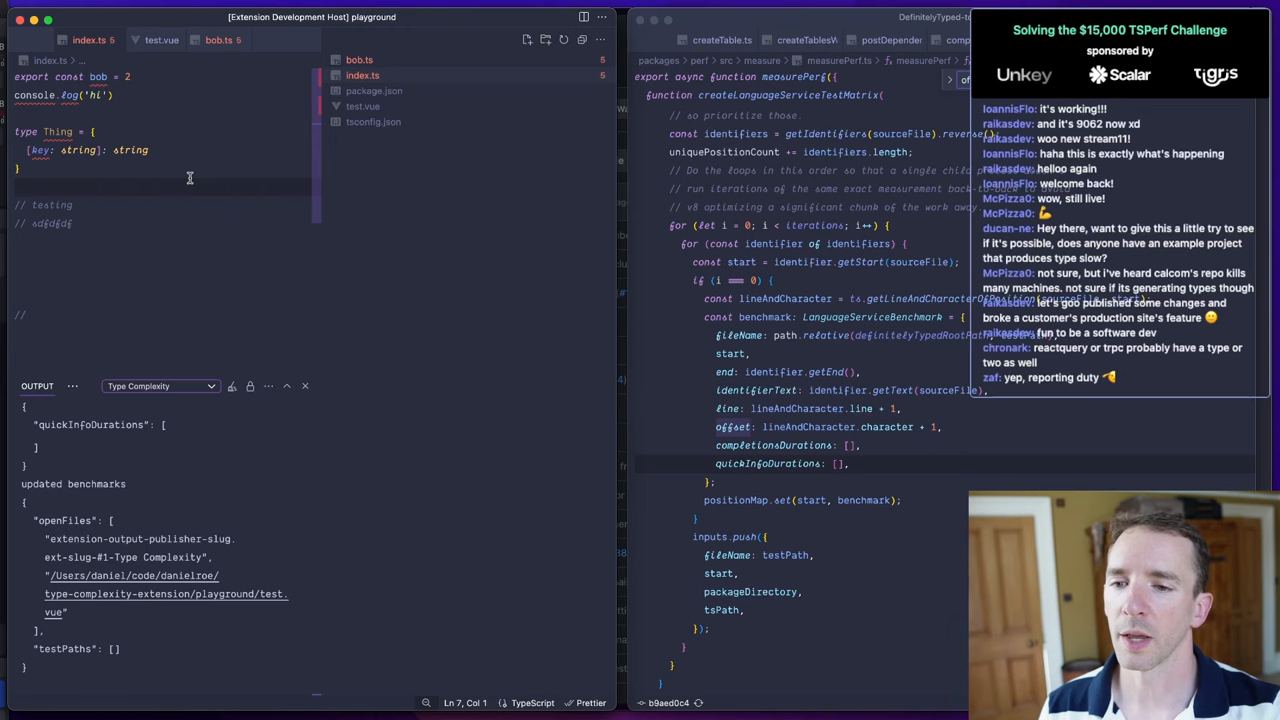 [Extension Development Host] playground
index.ts 5
test.vue
bob.ts 5
index.ts > ...
export const bob = 2
console.log('hi')
type Thing = {
[key: string]: string
}
// testing
// sdfdfdf
//
bob.ts 5
index.ts 5
package.json
test.vue
tsconfig.json
OUTPUT
Type Complexity
{
"quickInfoDurations": [
]
}
updated benchmarks
{
"openFiles": [
"extension-output-publisher-slug.
ext-slug-#1-Type Complexity",
"/Users/daniel/code/danielroe/
type-complexity-extension/playground/test.
vue"
],
"testPaths": []
}
Ln 7, Col 1
TypeScript
Prettier
DefinitelyTyped-to
createTable.ts
createTablesW
postDepender
comp
packages > perf > src > measure > measurePerf.ts > measurePerf
export async function measurePerf({
function createLanguageServiceTestMatrix(
// so prioritize those.
const identifiers = getIdentifiers(sourceFile).reverse();
uniquePositionCount += identifiers.length;
// Do the loops in this order so that a single child
// run iterations of the same exact measurement back-to-back to avoid
// v8 optimizing a significant chunk of the work away.
for (let i = 0; i < iterations; i++) {
for (const identifier of identifiers) {
const start = identifier.getStart(sourceFile);
if (i === 0) {
const lineAndCharacter = ts.getLineAndCharacterOfPosition(sourceFile, start);
const benchmark: LanguageServiceBenchmark = {
fileName: path.relative(definitelyTypedRootPath, testPath),
start,
end: identifier.getEnd(),
identifierText: identifier.getText(sourceFile),
line: lineAndCharacter.line + 1,
offset: lineAndCharacter.character + 1,
completionsDurations: [],
quickInfoDurations: [],
};
positionMap.set(start, benchmark);
}
inputs.push({
fileName: testPath,
start,
packageDirectory,
tsPath,
});
}
}
}
b9aed0c4
Solving the $15,000 TSPerf Challenge
sponsored by
Unkey
Scalar
tigris
IoannisFlo: it's working!!!
raikasdev: and it's 9062 now xd
raikasdev: woo new stream11!
IoannisFlo: haha this is exactly what's happening
raikasdev: helloo again
IoannisFlo: welcome back!
McPizza0: wow, still live!
McPizza0: 💪
ducan-ne: Hey there, want to give this a little try to see
if it's possible, does anyone have an example project
that produces type slow?
McPizza0: not sure, but i've heard calcom's repo kills
many machines. not sure if its generating types though
raikasdev: let's goo published some changes and
broke a customer's production site's feature 🙂
raikasdev: fun to be a software dev
chronark: reactquery or trpc probably have a type or
two as well
zaf: yep, reporting duty 🫡